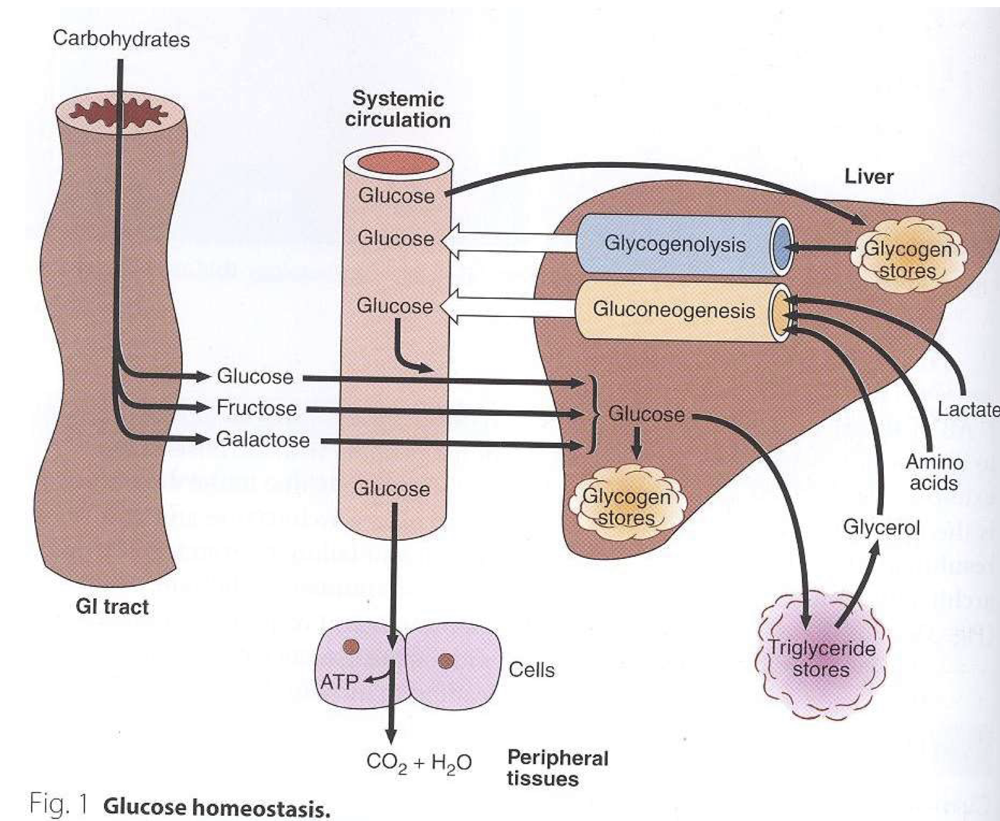 Carbohydrates
Systemic
circulation
Liver
Glucose
Glucose
Glycogenolysis
Glycogen
stores
Glucose
Gluconeogenesis
Glucose
Fructose
Galactose
Glucose
Lactate
Amino
acids
Glucose
Glycogen
stores
Glycerol
GI tract
Triglyceride
stores
ATP
Cells
CO₂ + H₂O
Peripheral
tissues
Fig. 1 Glucose homeostasis.